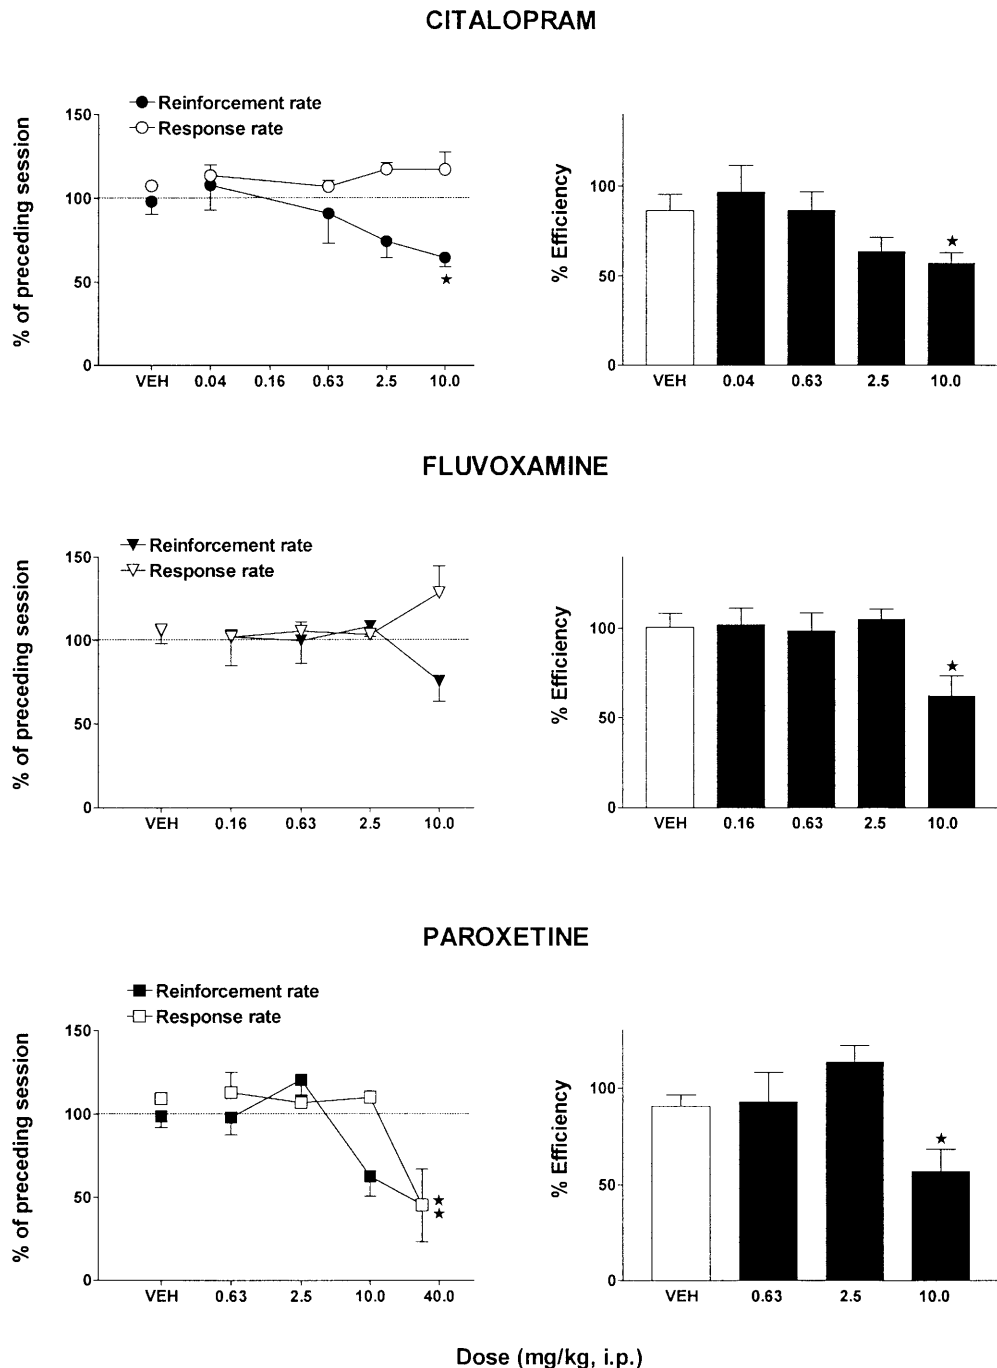 CITALOPRAM
Reinforcement rate
Response rate
% of preceding session
150
100
50
0
VEH 0.04 0.16 0.63 2.5 10.0
% Efficiency
100
50
0
VEH 0.04 0.63 2.5 10.0
FLUVOXAMINE
Reinforcement rate
Response rate
% of preceding session
150
100
50
0
VEH 0.16 0.63 2.5 10.0
% Efficiency
100
50
0
VEH 0.16 0.63 2.5 10.0
PAROXETINE
Reinforcement rate
Response rate
% of preceding session
150
100
50
0
VEH 0.63 2.5 10.0 40.0
% Efficiency
100
50
0
VEH 0.63 2.5 10.0
Dose (mg/kg, i.p.)